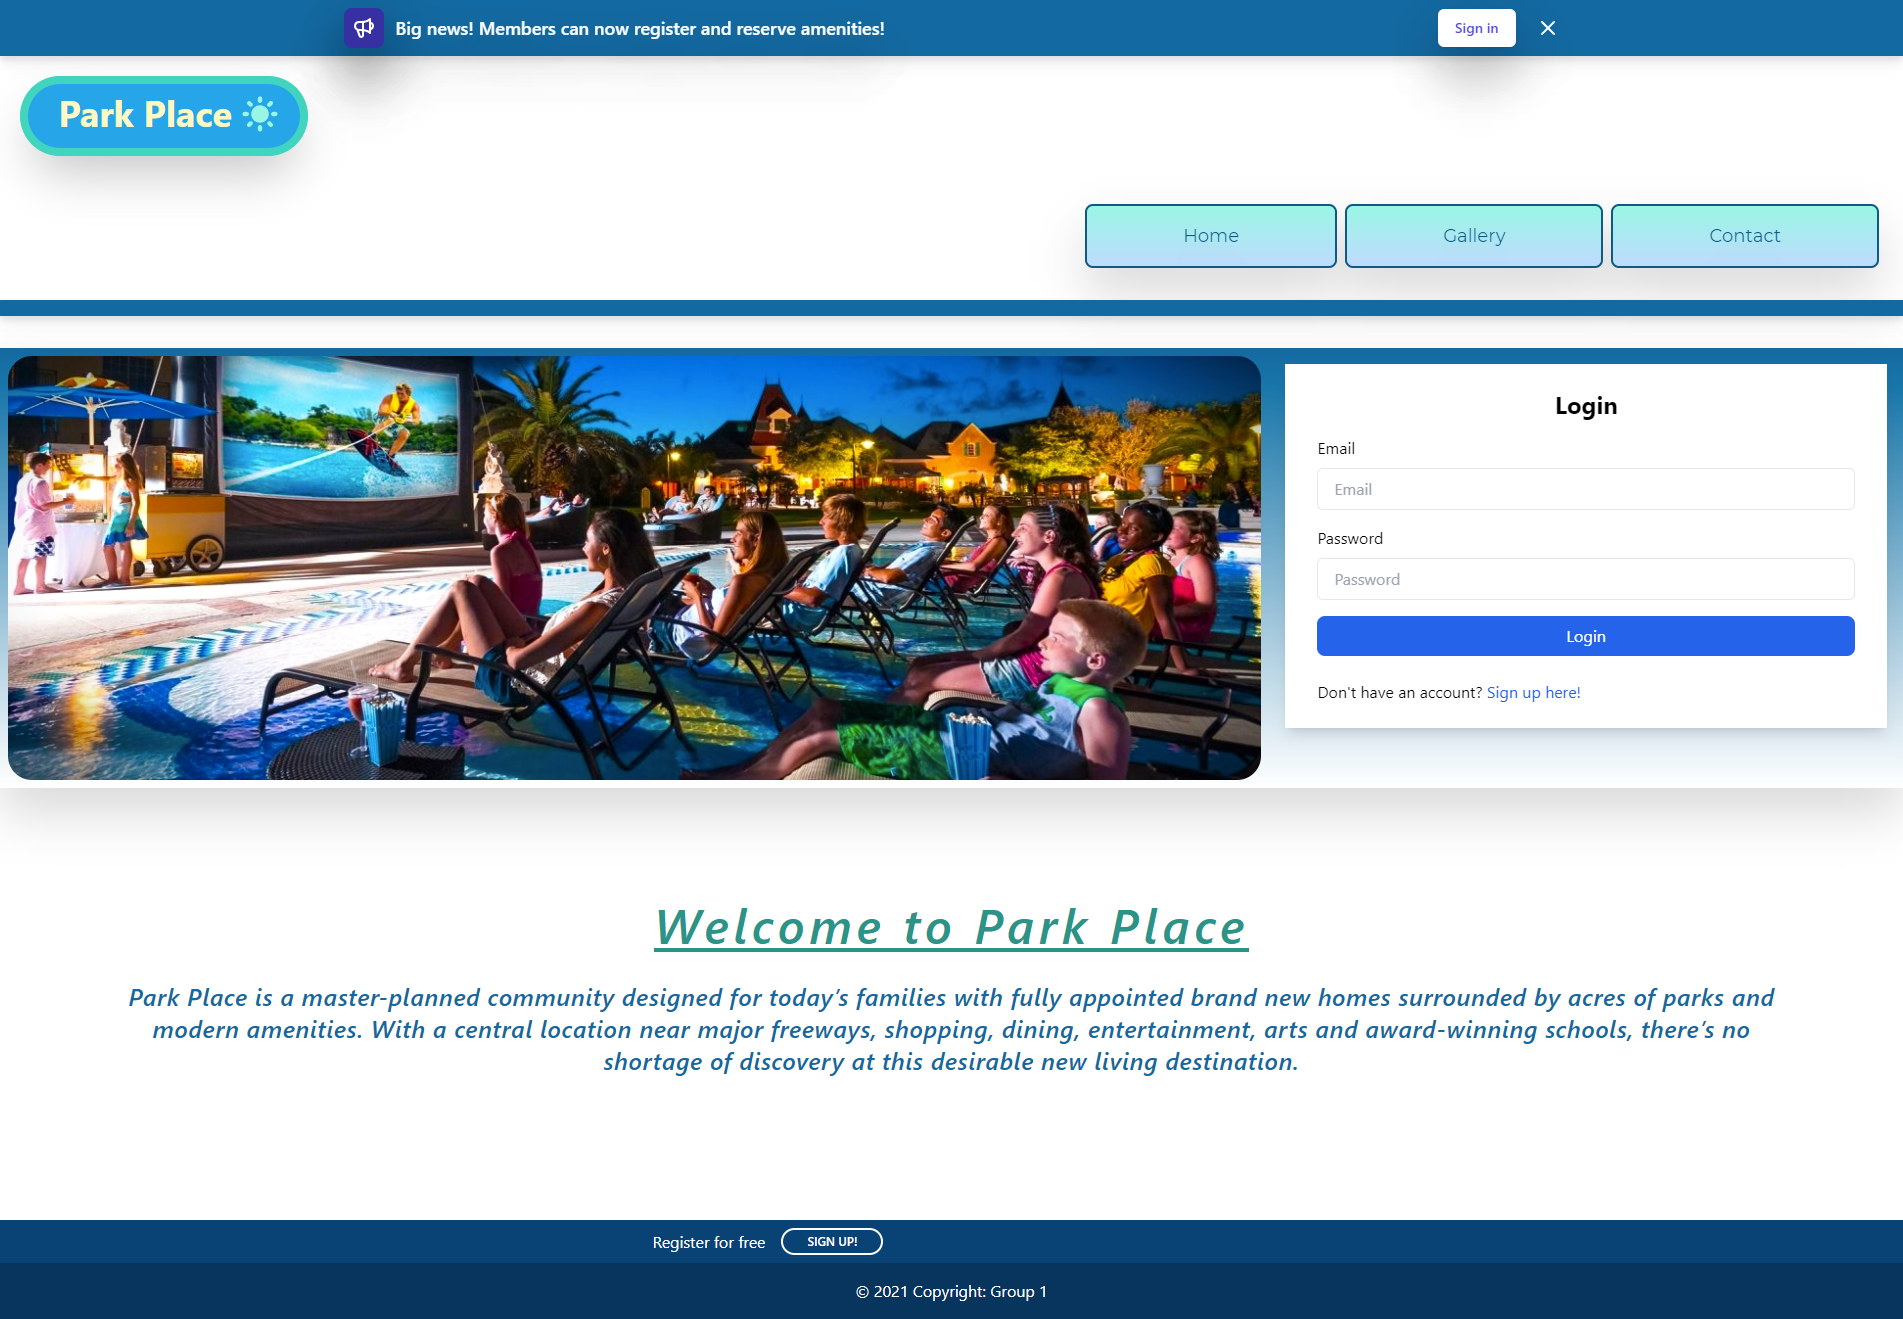 Big news! Members can now register and reserve amenities!
Sign in
Park Place
Home
Gallery
Contact
Login
Email
Email
Password
Password
Login
Don't have an account? Sign up here!
Welcome to Park Place
Park Place is a master-planned community designed for today’s families with fully appointed brand new homes surrounded by acres of parks and
modern amenities. With a central location near major freeways, shopping, dining, entertainment, arts and award-winning schools, there’s no
shortage of discovery at this desirable new living destination.
Register for free
SIGN UP!
© 2021 Copyright: Group 1